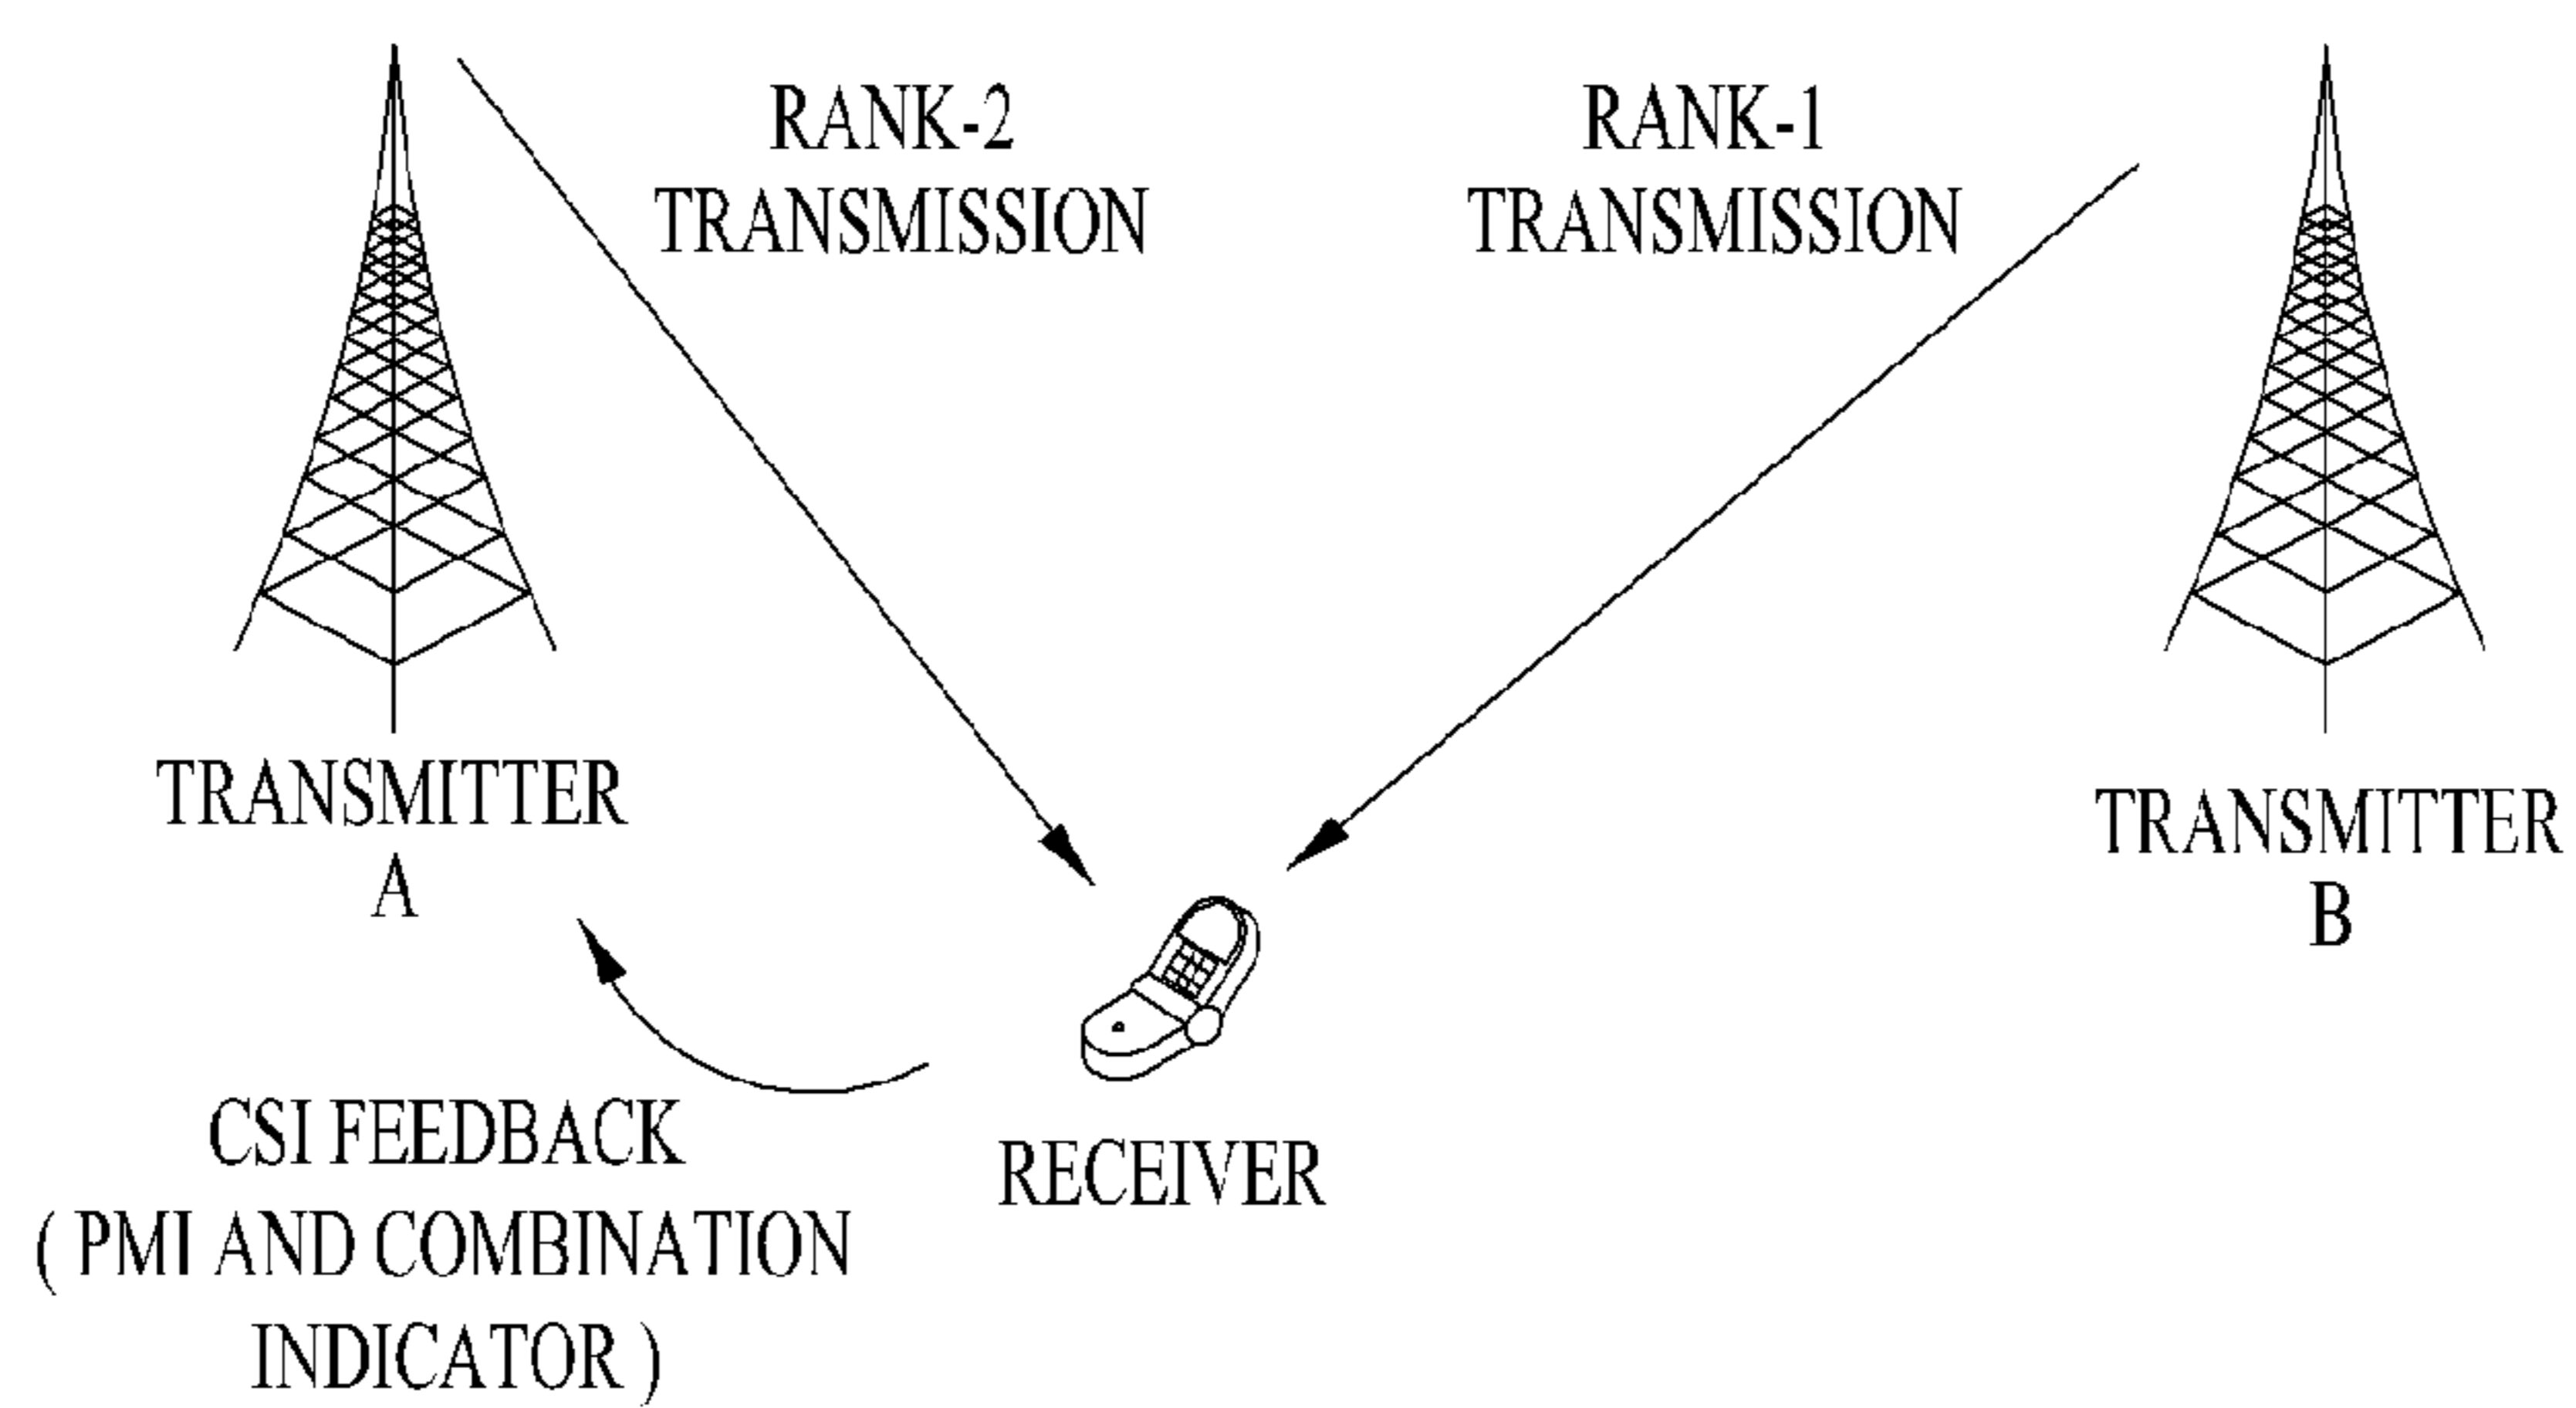 RANK-2
TRANSMISSION
RANK-1
TRANSMISSION
TRANSMITTER
A
TRANSMITTER
B
CSI FEEDBACK
( PMI AND COMBINATION
INDICATOR )
RECEIVER